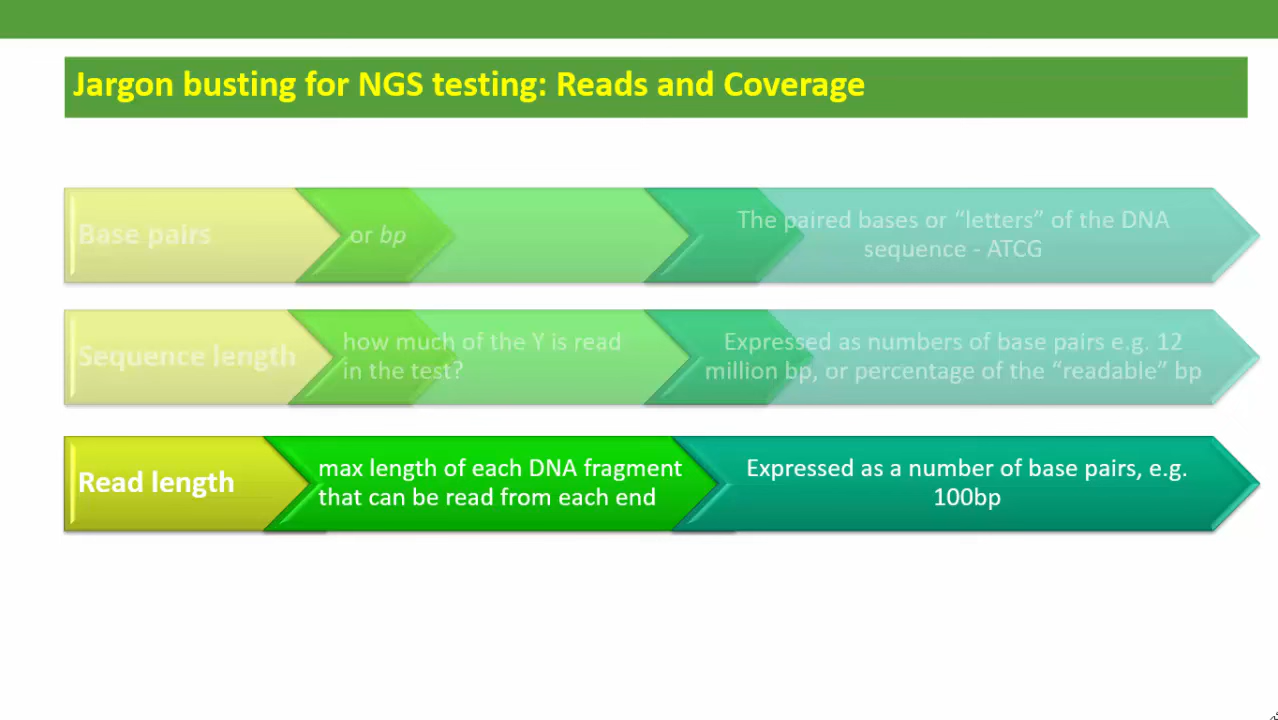 Jargon busting for NGS testing: Reads and Coverage
Base pairs
or bp
The paired bases or “letters” of the DNA
sequence - ATCG
Sequence length
how much of the Y is read
in the test?
Expressed as numbers of base pairs e.g. 12
million bp, or percentage of the “readable” bp
Read length
max length of each DNA fragment
that can be read from each end
Expressed as a number of base pairs, e.g.
100bp